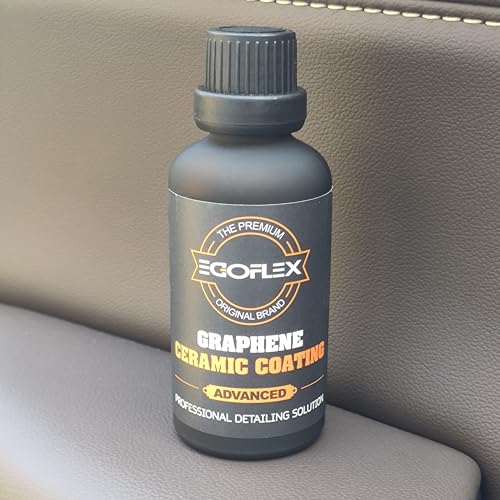 THE PREMIUM
EGOFLEX
ORIGINAL BRAND
GRAPHENE
CERAMIC COATING
ADVANCED
PROFESSIONAL DETAILING SOLUTION